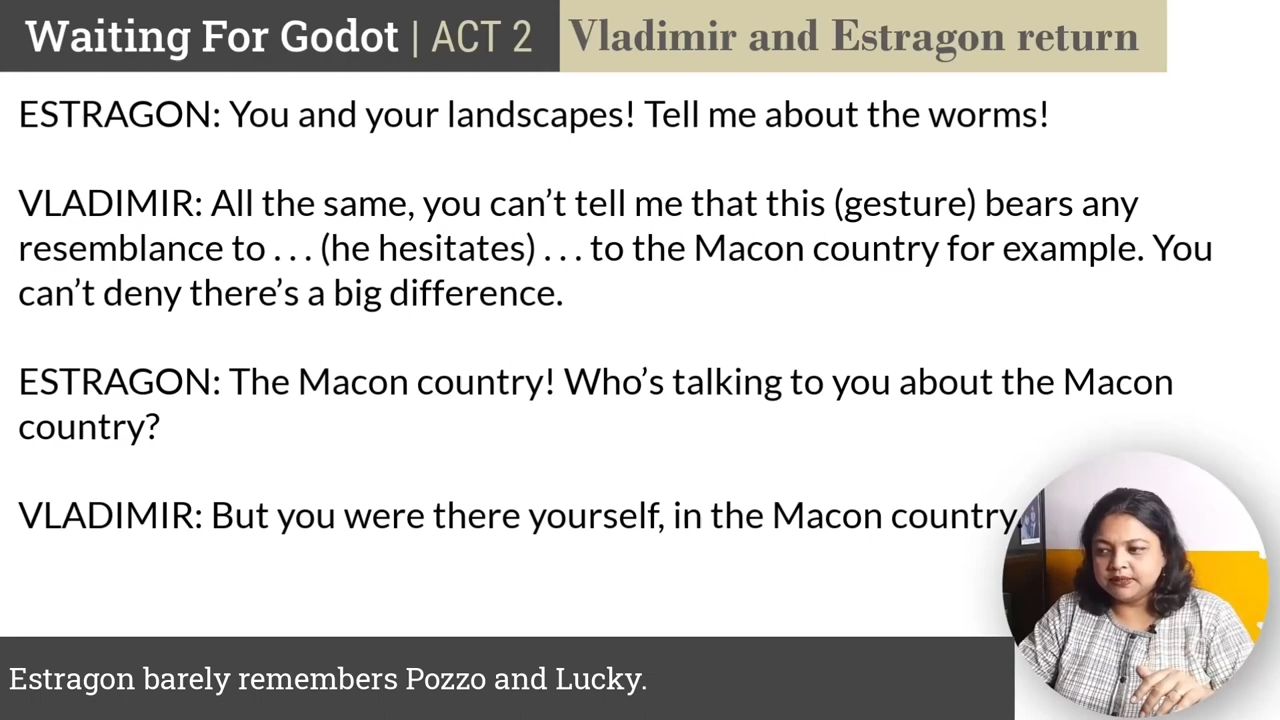 Waiting For Godot | ACT 2 Vladimir and Estragon return
ESTRAGON: You and your landscapes! Tell me about the worms!
VLADIMIR: All the same, you can’t tell me that this (gesture) bears any
resemblance to . . . (he hesitates) . . . to the Macon country for example. You
can’t deny there’s a big difference.
ESTRAGON: The Macon country! Who’s talking to you about the Macon
country?
VLADIMIR: But you were there yourself, in the Macon country.
Estragon barely remembers Pozzo and Lucky.